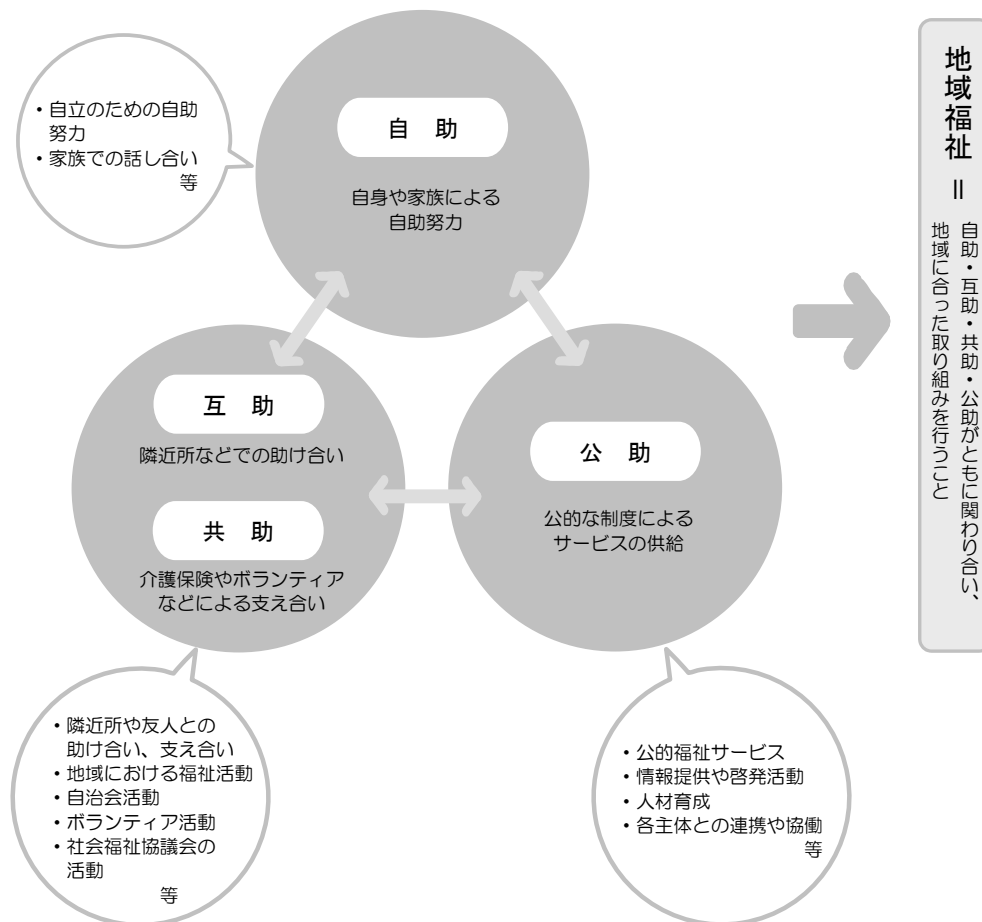 ・自立のための自助
努力
・家族での話し合い
等
自　助
自身や家族による
自助努力
互　助
隣近所などでの助け合い
共　助
介護保険やボランティア
などによる支え合い
公　助
公的な制度による
サービスの供給
・隣近所や友人との
助け合い、支え合い
・地域における福祉活動
・自治会活動
・ボランティア活動
・社会福祉協議会の
活動
等
・公的福祉サービス
・情報提供や啓発活動
・人材育成
・各主体との連携や協働
等
地域福祉＝
自助・互助・共助・公助がともに関わり合い、
地域に合った取り組みを行うこと